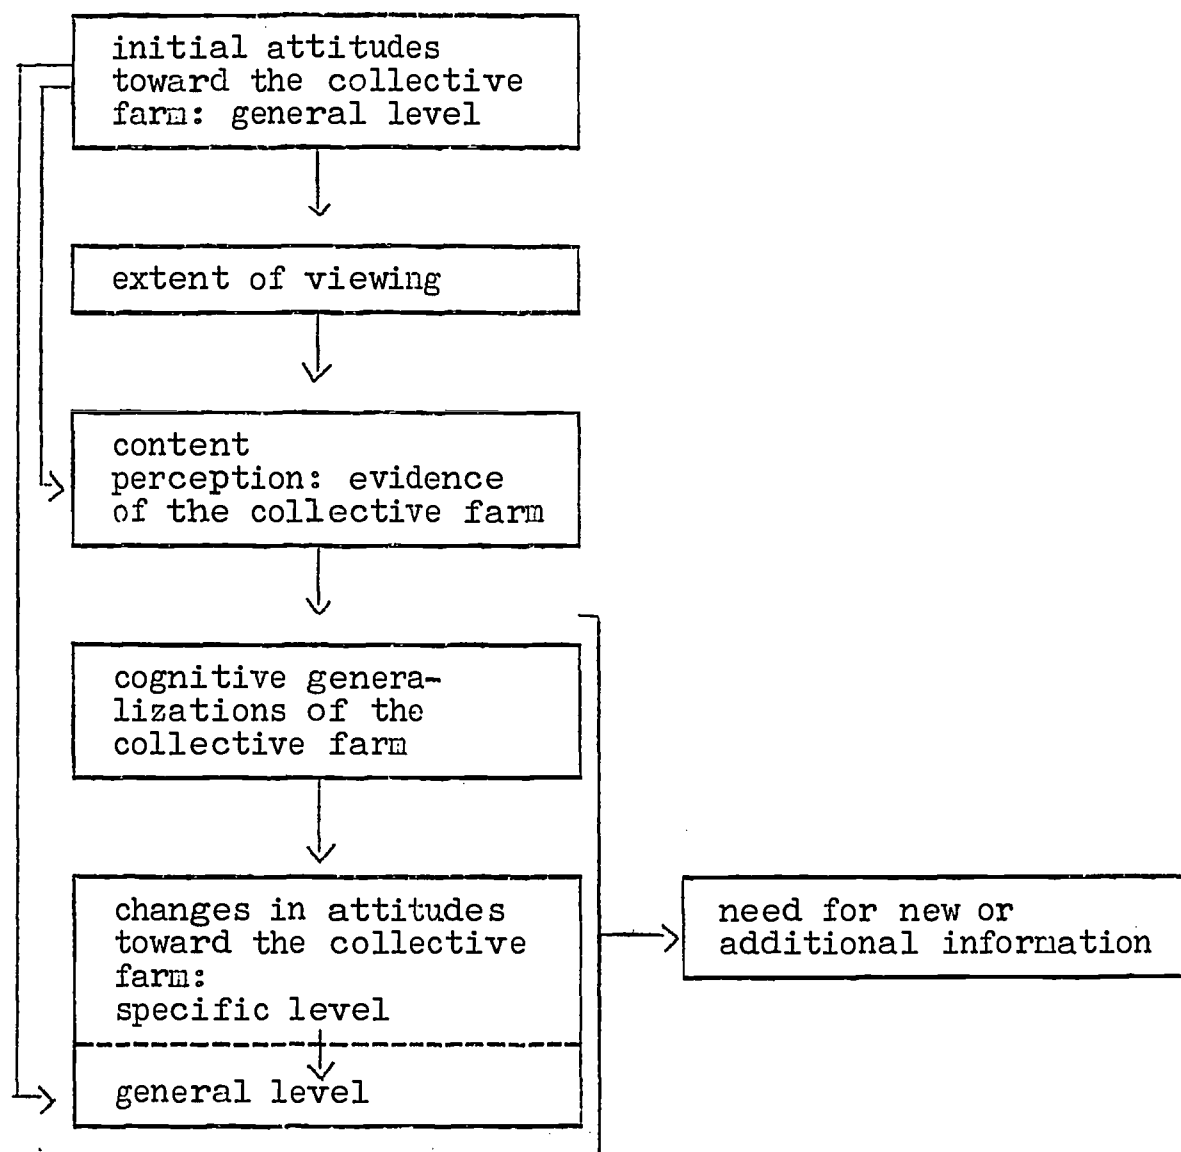 initial attitudes
toward the collective
farm: general level
extent of viewing
content
perception: evidence
of the collective farm
cognitive genera-
lizations of the
collective farm
changes in attitudes
toward the collective
farm:
specific level
general level
need for new or
additional information